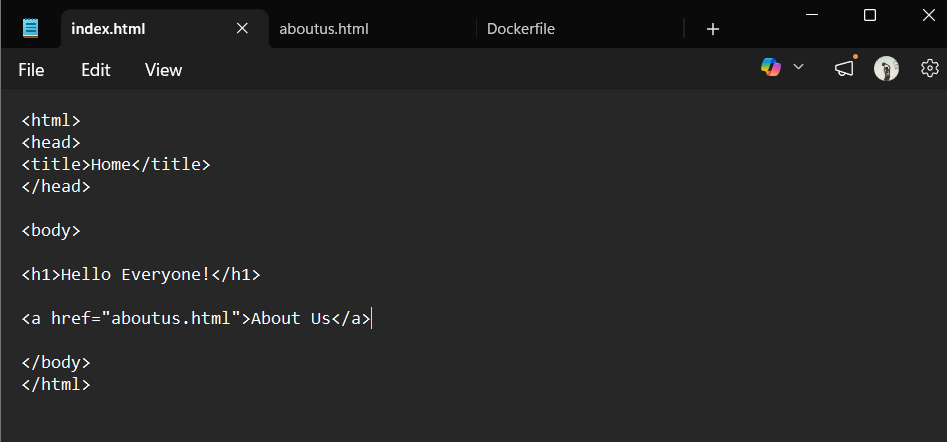 index.html
aboutus.html
Dockerfile
File Edit View
<html>
<head>
<title>Home</title>
</head>
<body>
<h1>Hello Everyone!</h1>
<a href="aboutus.html">About Us</a>
</body>
</html>